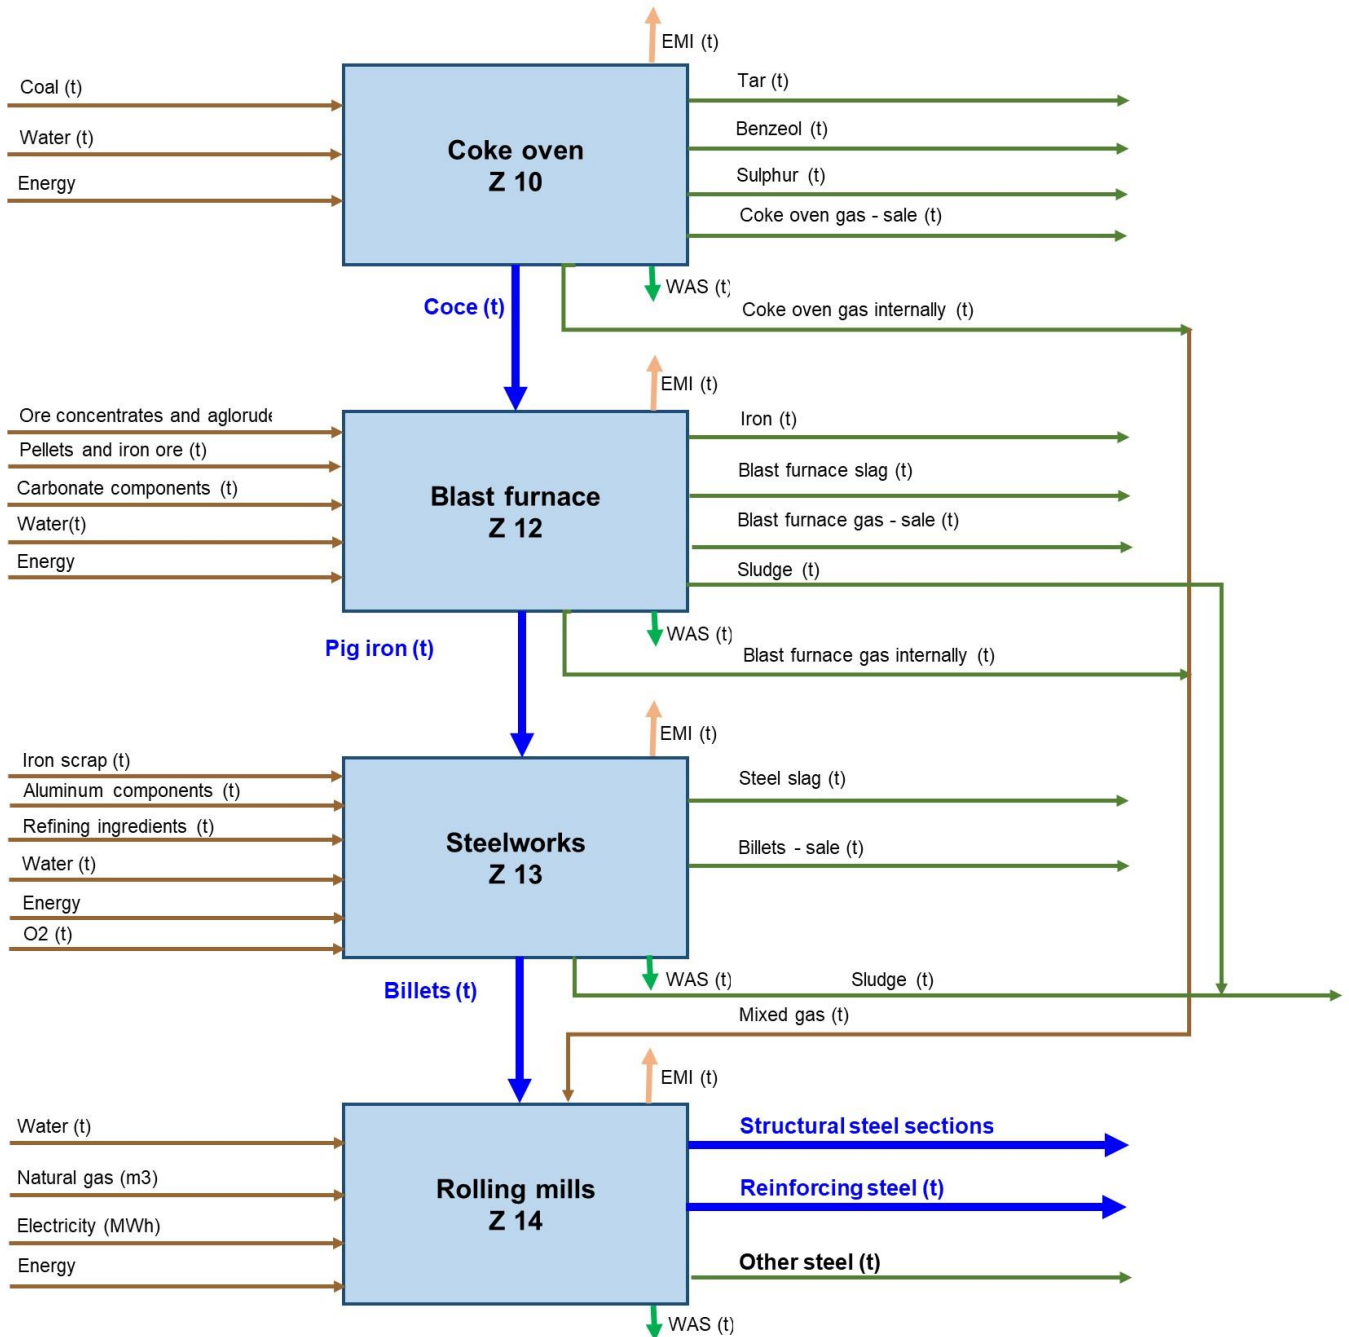 EMI (t)
Coal (t)
Water (t)
Energy
Coke oven
Z 10
Tar (t)
Benzeol (t)
Sulphur (t)
Coke oven gas - sale (t)
WAS (t)
Coce (t)
Coke oven gas internally (t)
EMI (t)
Ore concentrates and aglorude
Pellets and iron ore (t)
Carbonate components (t)
Water(t)
Energy
Blast furnace
Z 12
Iron (t)
Blast furnace slag (t)
Blast furnace gas - sale (t)
Sludge (t)
WAS (t)
Pig iron (t)
Blast furnace gas internally (t)
EMI (t)
Iron scrap (t)
Aluminum components (t)
Refining ingredients (t)
Water (t)
Energy
O2 (t)
Steelworks
Z 13
Steel slag (t)
Billets - sale (t)
WAS (t)
Sludge (t)
Billets (t)
Mixed gas (t)
EMI (t)
Water (t)
Natural gas (m3)
Electricity (MWh)
Energy
Rolling mills
Z 14
Structural steel sections
Reinforcing steel (t)
Other steel (t)
WAS (t)